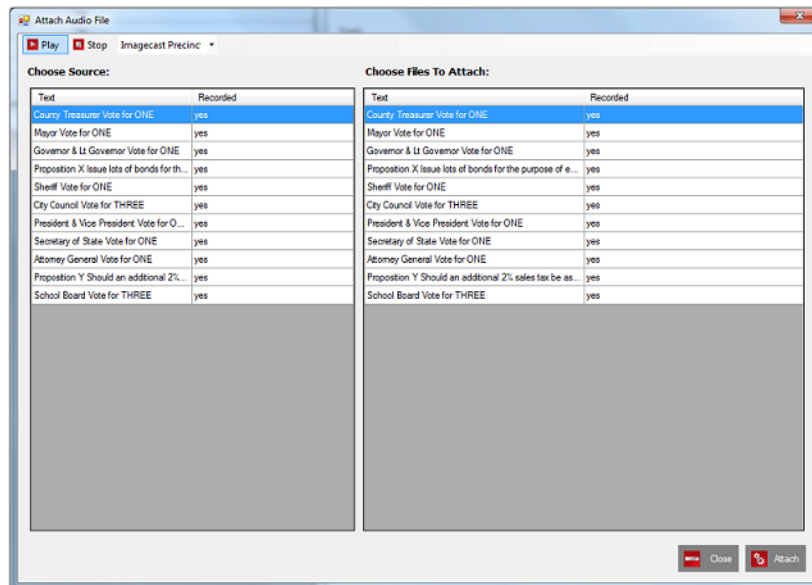 Attach Audio File
Play Stop Imagecast Precinc
Choose Source: Choose Files To Attach:
Text Recorded Text Recorded
County Treasurer Vote for ONE yes County Treasurer Vote for ONE yes
Mayor Vote for ONE yes Mayor Vote for ONE yes
Governor & Lt Governor Vote for ONE yes Governor & Lt Governor Vote for ONE yes
Proposition X Issue lots of bonds for th... yes Proposition X Issue lots of bonds for the purpose of e... yes
Sheriff Vote for ONE yes Sheriff Vote for ONE yes
City Council Vote for THREE yes City Council Vote for THREE yes
President & Vice President Vote for O... yes President & Vice President Vote for ONE yes
Secretary of State Vote for ONE yes Secretary of State Vote for ONE yes
Attorney General Vote for ONE yes Attorney General Vote for ONE yes
Proposition Y Should an addtional 2%... yes Proposition Y Should an addtional 2% sales tax be as... yes
School Board Vote for THREE yes School Board Vote for THREE yes
Close Attach